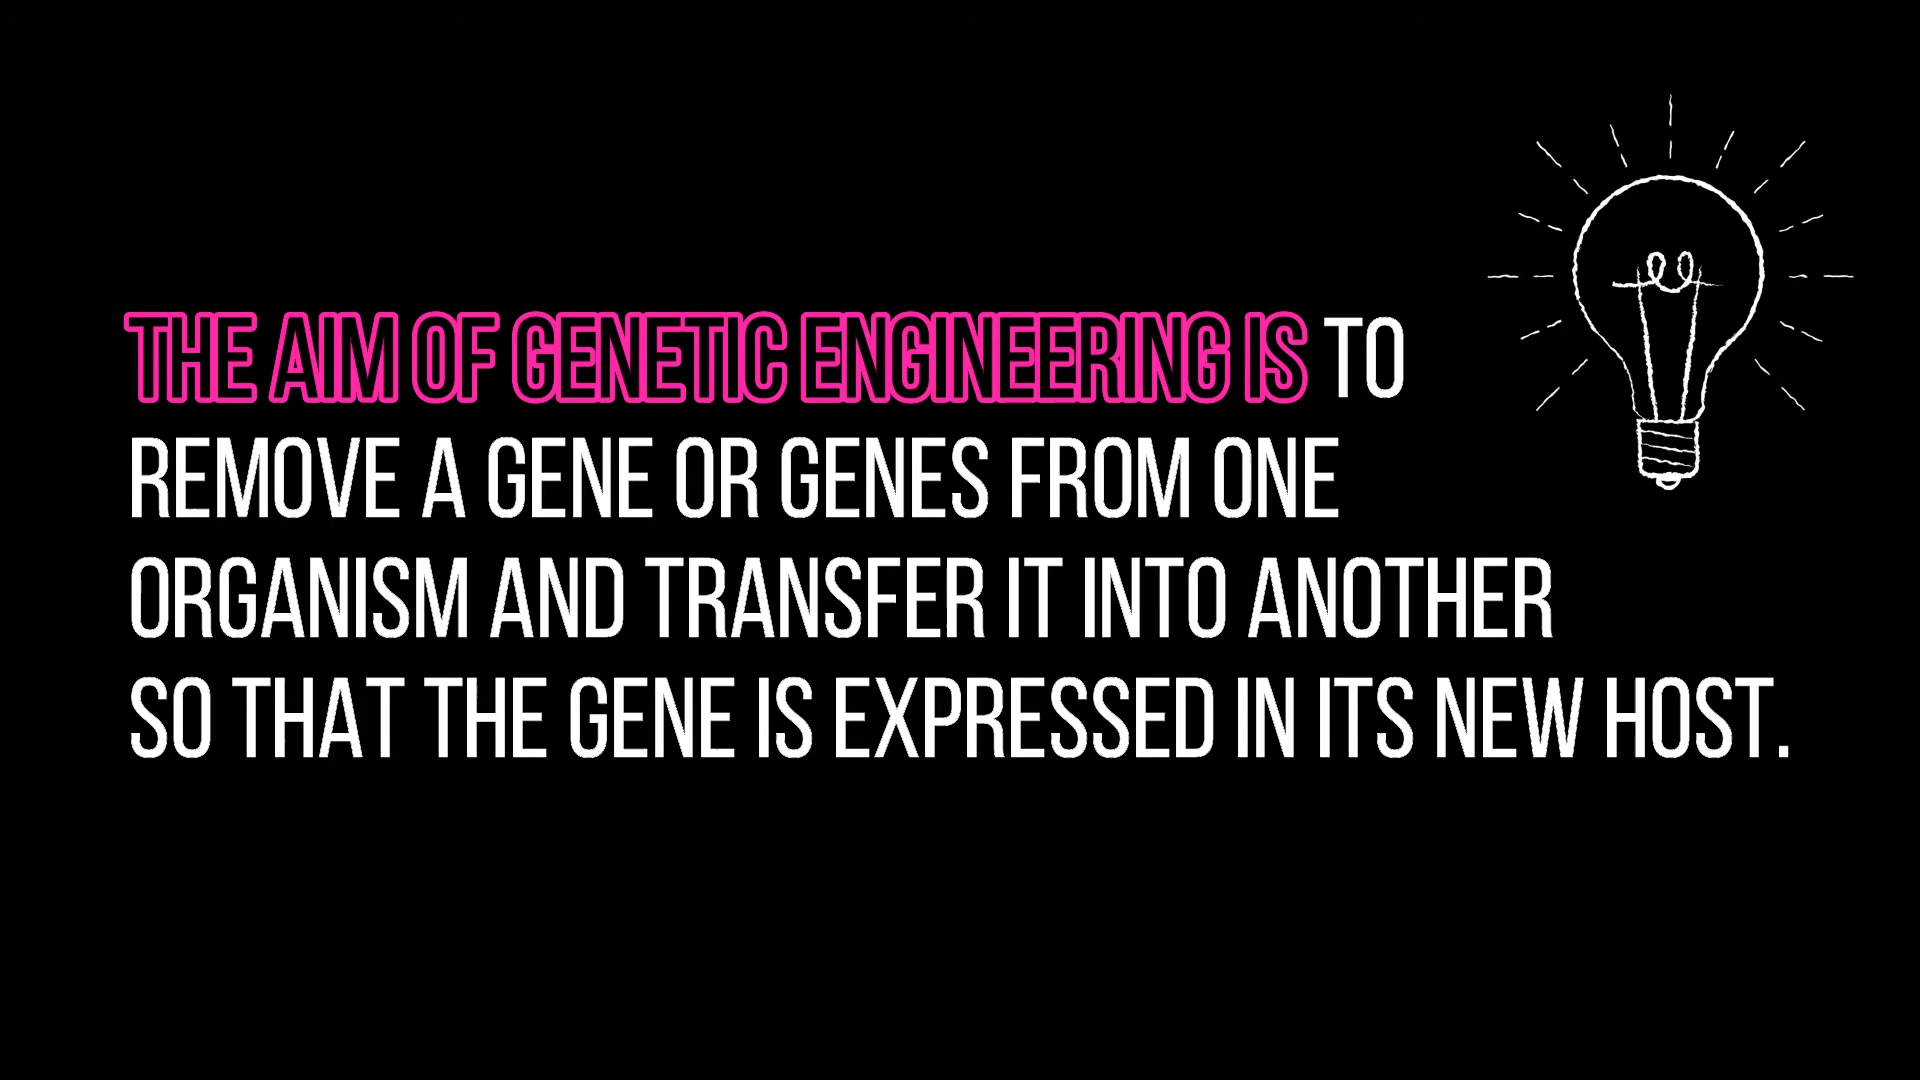 THE AIM OF GENETIC ENGINEERING IS TO
REMOVE A GENE OR GENES FROM ONE
ORGANISM AND TRANSFER IT INTO ANOTHER
SO THAT THE GENE IS EXPRESSED IN ITS NEW HOST.